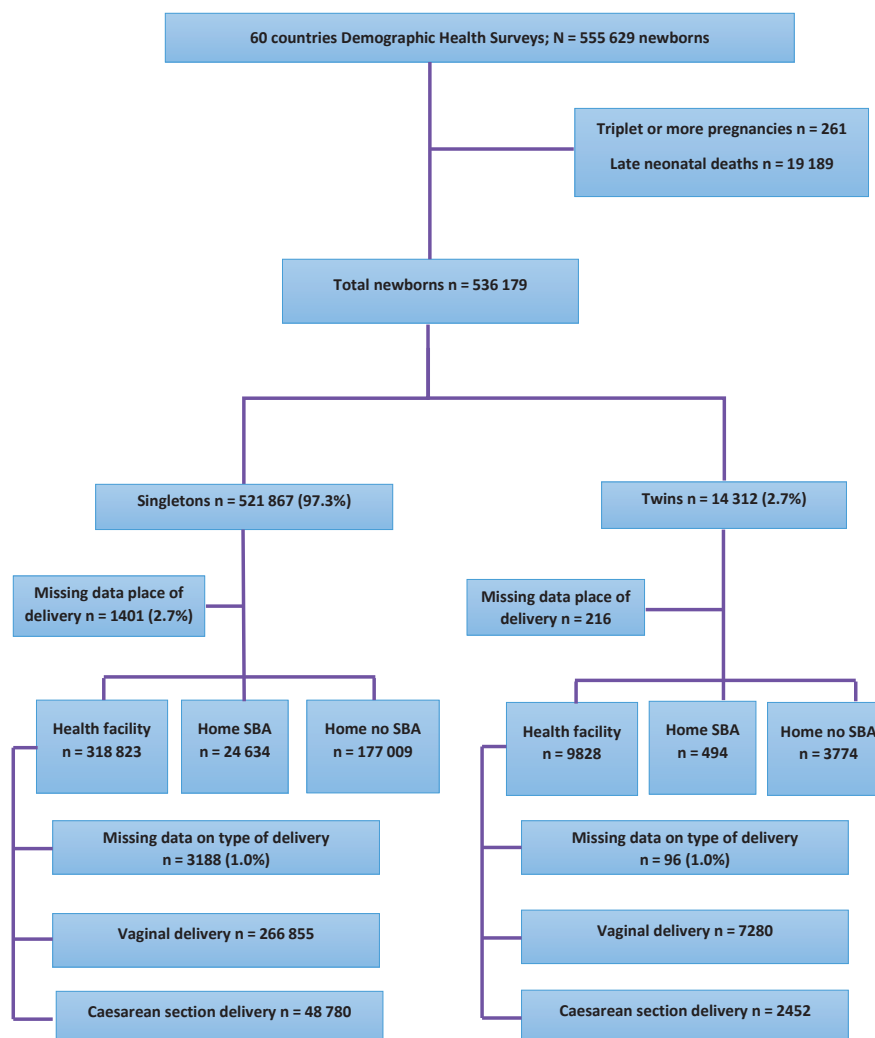 60 countries Demographic Health Surveys; N = 555 629 newborns
Triplet or more pregnancies n = 261
Late neonatal deaths n = 19 189
Total newborns n = 536 179
Singletons n = 521 867 (97.3%)
Twins n = 14 312 (2.7%)
Missing data place of
delivery n = 1401 (2.7%)
Missing data place of
delivery n = 216
Health facility
n = 318 823
Home SBA
n = 24 634
Home no SBA
n = 177 009
Health facility
n = 9828
Home SBA
n = 494
Home no SBA
n = 3774
Missing data on type of delivery
n = 3188 (1.0%)
Missing data on type of delivery
n = 96 (1.0%)
Vaginal delivery n = 266 855
Vaginal delivery n = 7280
Caesarean section delivery n = 48 780
Caesarean section delivery n = 2452